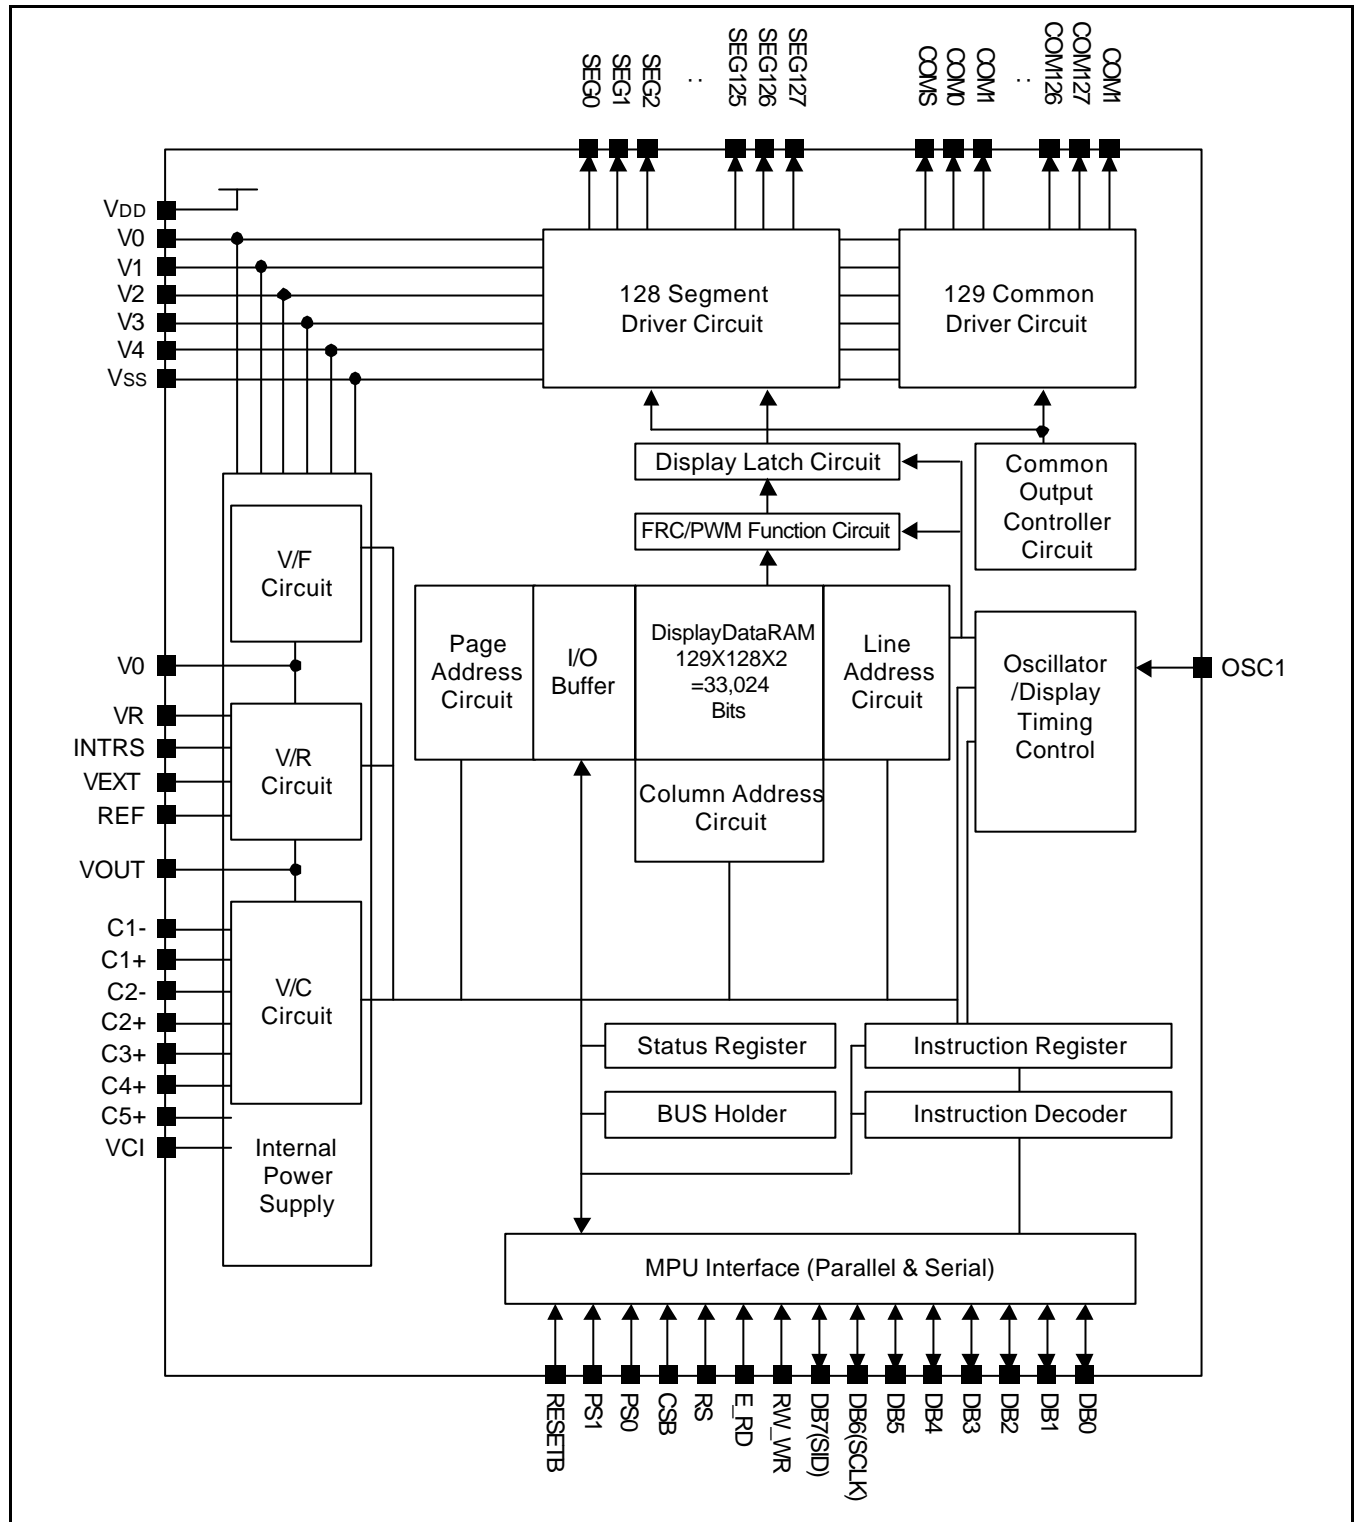 SEG0
SEG1
SEG2
: 
SEG125
SEG126
SEG127
COMS
COM0
COM1
:
COM126
COM127
COM1
VDD
V0
V1
V2
V3
V4
VSS
128 Segment
Driver Circuit
129 Common
Driver Circuit
Display Latch Circuit
FRC/PWM Function Circuit
Common
Output
Controller
Circuit
V/F
Circuit
Page
Address
Circuit
I/O
Buffer
DisplayDataRAM
129X128X2
=33,024
Bits
Line
Address
Circuit
Oscillator
/Display
Timing
Control
OSC1
V0
VR
INTRS
VEXT
REF
V/R
Circuit
Column Address
Circuit
VOUT
C1-
C1+
C2-
C2+
C3+
C4+
C5+
VCI
V/C
Circuit
Internal
Power
Supply
Status Register
Instruction Register
BUS Holder
Instruction Decoder
MPU Interface (Parallel & Serial)
RESETB
PS1
PS0
CSB
RS
E_RD
RW_WR
DB7(SID)
DB6(SCLK)
DB5
DB4
DB3
DB2
DB1
DB0